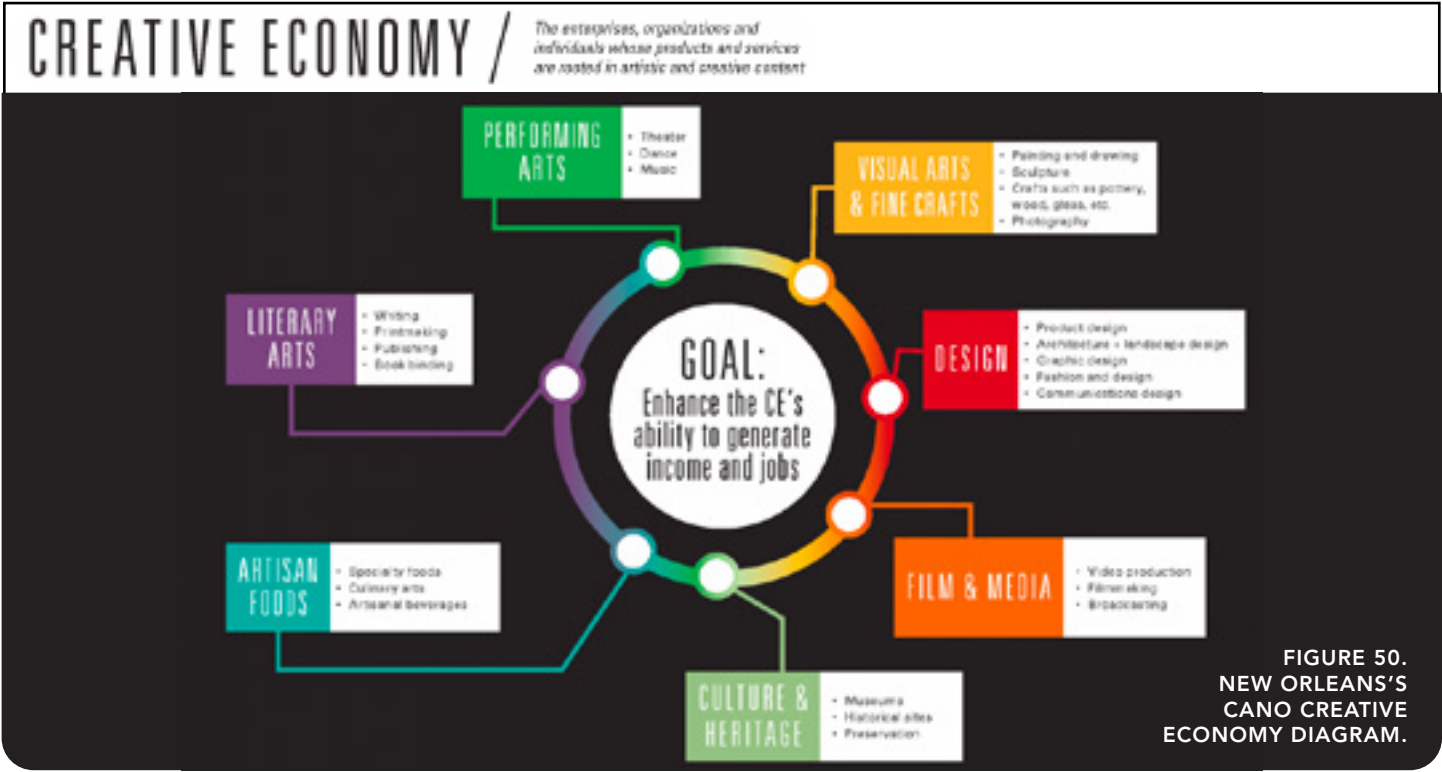 CREATIVE ECONOMY /
The enterprises, organizations and
individuals whose products and services
are rooted in artistic and creative content
PERFORMING
ARTS
• Theater
• Dance
• Music
VISUAL ARTS
& FINE CRAFTS
• Painting and drawing
• Sculpture
• Crafts such as pottery,
wood, glass, etc.
• Photography
LITERARY
ARTS
• Writing
• Printmaking
• Publishing
• Book binding
GOAL:
Enhance the CE's
ability to generate
income and jobs
DESIGN
• Product design
• Architecture + landscape design
• Graphic design
• Fashion and design
• Communications design
ARTISAN
FOODS
• Specialty foods
• Culinary arts
• Artisanal beverages
FILM & MEDIA
• Video production
• Filmmaking
• Broadcasting
CULTURE &
HERITAGE
• Museums
• Historical sites
• Preservation
FIGURE 50.
NEW ORLEANS'S
CANO CREATIVE
ECONOMY DIAGRAM.